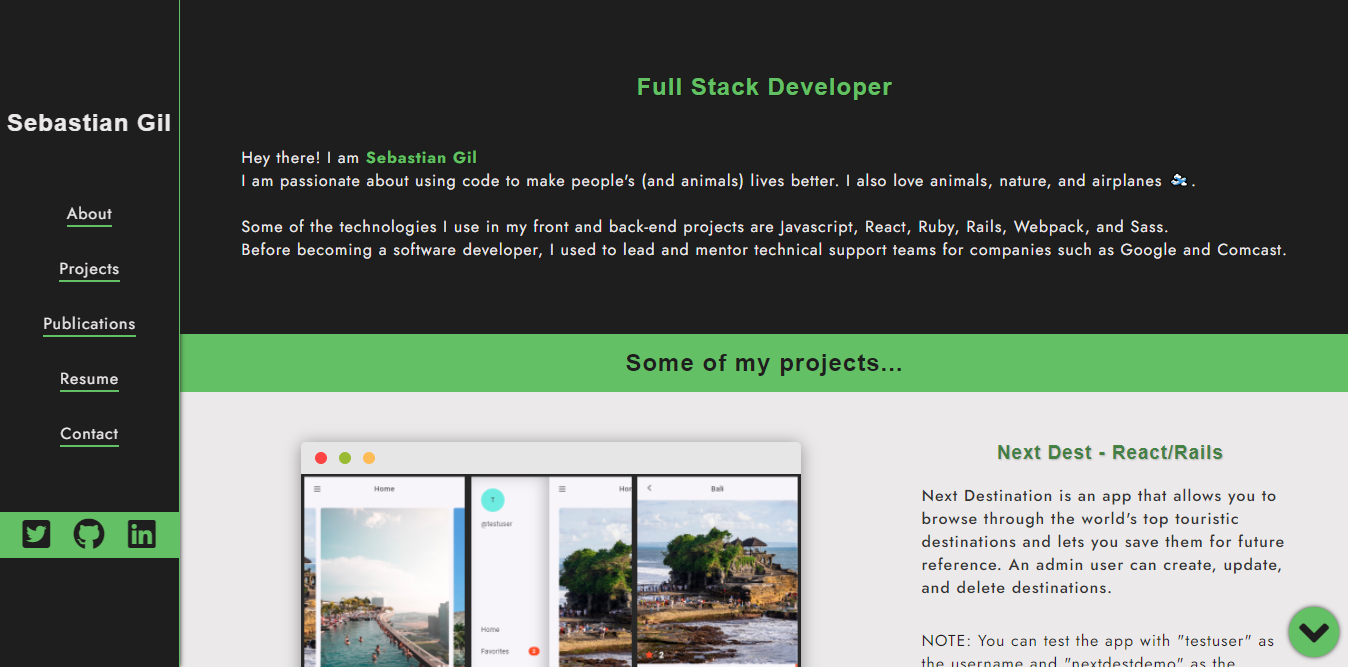 Sebastian Gil
About
Projects
Publications
Resume
Contact
Full Stack Developer
Hey there! I am Sebastian Gil
I am passionate about using code to make people's (and animals) lives better. I also love animals, nature, and airplanes 🛳.
Some of the technologies I use in my front and back-end projects are Javascript, React, Ruby, Rails, Webpack, and Sass.
Before becoming a software developer, I used to lead and mentor technical support teams for companies such as Google and Comcast.
Some of my projects...
Home
T
@testuser
Home
Favorites 2
Hom
Bali
2
Next Dest - React/Rails
Next Destination is an app that allows you to
browse through the world's top touristic
destinations and lets you save them for future
reference. An admin user can create, update,
and delete destinations.
NOTE: You can test the app with "testuser" as
the username and "nextdestdemo" as the